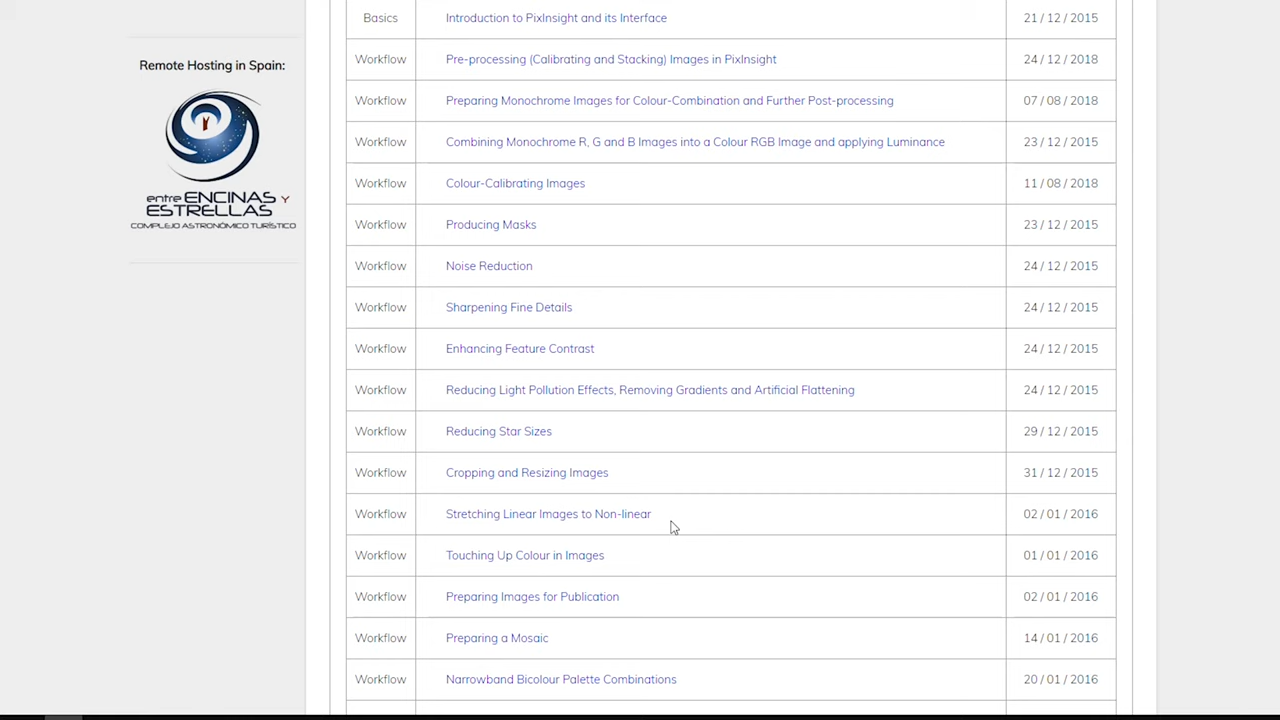 Basics Introduction to PixInsight and its Interface 21 / 12 / 2015
Remote Hosting in Spain:
entre ENCINAS Y
ESTRELLAS
COMPLEJO ASTRONÓMICO TURÍSTICO
Workflow Pre-processing (Calibrating and Stacking) Images in PixInsight 24 / 12 / 2018
Workflow Preparing Monochrome Images for Colour-Combination and Further Post-processing 07 / 08 / 2018
Workflow Combining Monochrome R, G and B Images into a Colour RGB Image and applying Luminance 23 / 12 / 2015
Workflow Colour-Calibrating Images 11 / 08 / 2018
Workflow Producing Masks 23 / 12 / 2015
Workflow Noise Reduction 24 / 12 / 2015
Workflow Sharpening Fine Details 24 / 12 / 2015
Workflow Enhancing Feature Contrast 24 / 12 / 2015
Workflow Reducing Light Pollution Effects, Removing Gradients and Artificial Flattening 24 / 12 / 2015
Workflow Reducing Star Sizes 29 / 12 / 2015
Workflow Cropping and Resizing Images 31 / 12 / 2015
Workflow Stretching Linear Images to Non-linear 02 / 01 / 2016
Workflow Touching Up Colour in Images 01 / 01 / 2016
Workflow Preparing Images for Publication 02 / 01 / 2016
Workflow Preparing a Mosaic 14 / 01 / 2016
Workflow Narrowband Bicolour Palette Combinations 20 / 01 / 2016